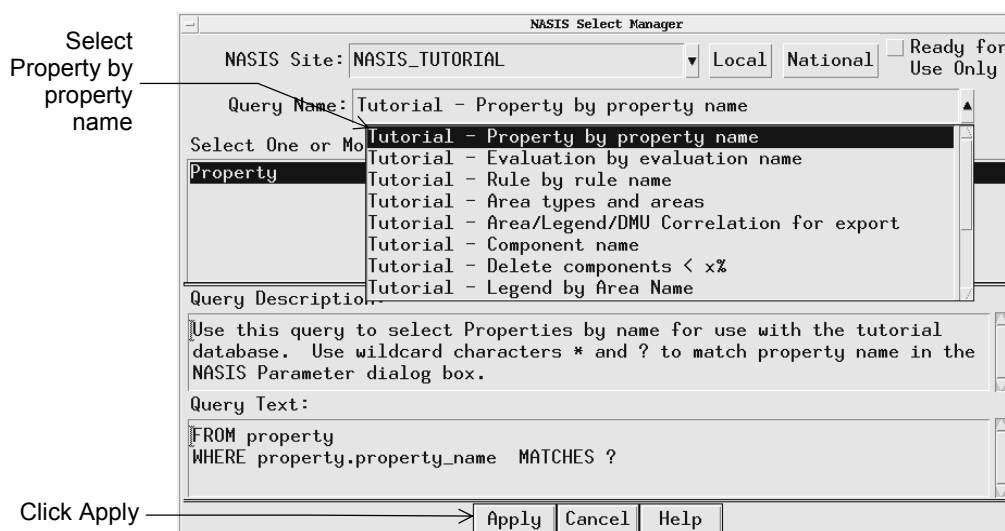 NASIS Select Manager
Select
Property by
property
name
NASIS Site: NASIS_TUTORIAL Local National Ready for
Use Only
Query Name: Tutorial - Property by property name
Select One or Mo
Property
Tutorial - Property by property name
Tutorial - Evaluation by evaluation name
Tutorial - Rule by rule name
Tutorial - Area types and areas
Tutorial - Area/Legend/DMU Correlation for export
Tutorial - Component name
Tutorial - Delete components < x%
Tutorial - Legend by Area Name
Query Description:
Use this query to select Properties by name for use with the tutorial
database.  Use wildcard characters * and ? to match property name in the
NASIS Parameter dialog box.
Query Text:
FROM property
WHERE property.property_name  MATCHES ?
Click Apply
Apply Cancel Help